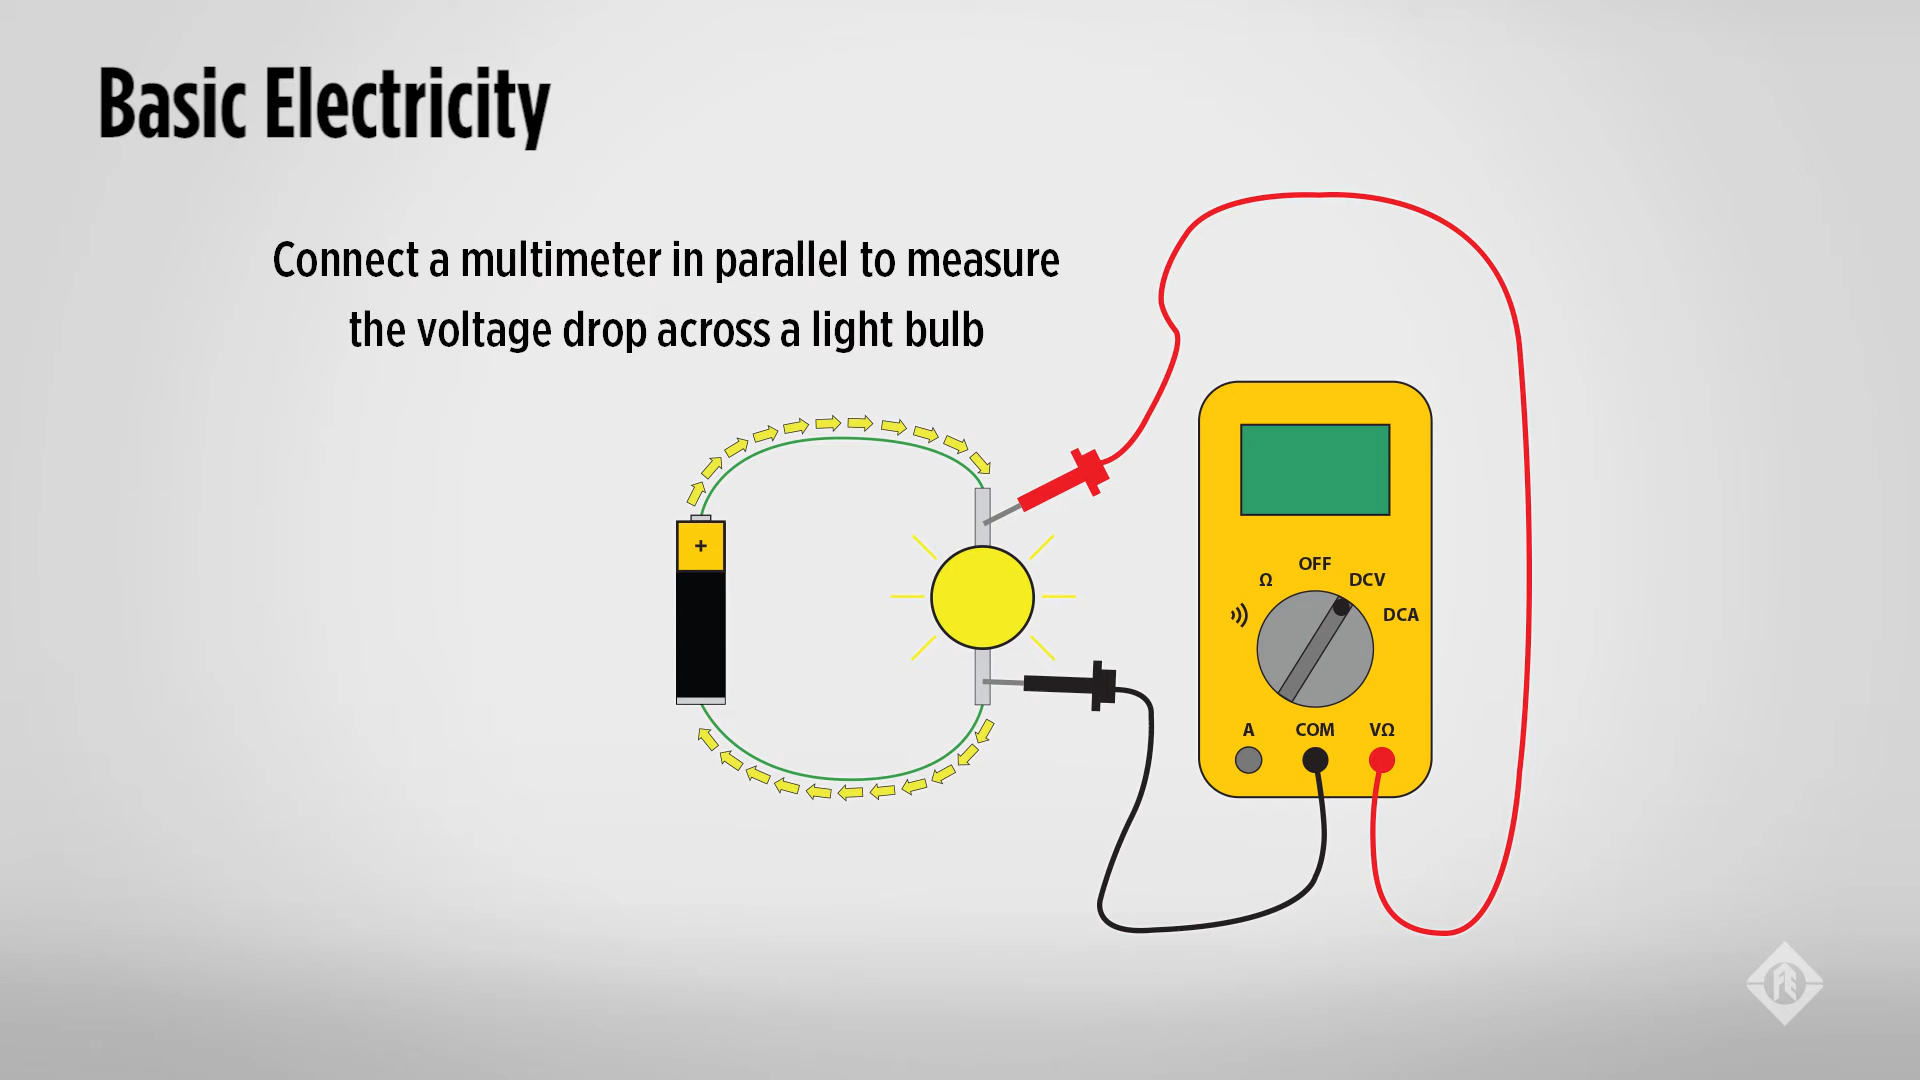 Basic Electricity
Connect a multimeter in parallel to measure
the voltage drop across a light bulb
+
OFF
Ω
DCV
DCA
A
COM
VΩ
FE